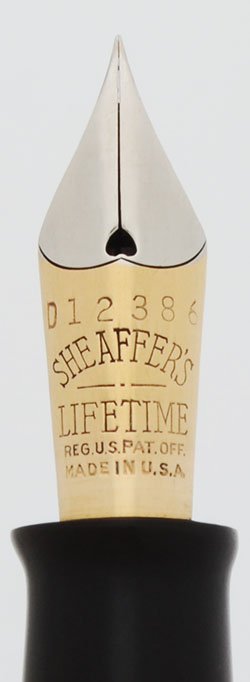 D12386
SHEAFFER'S
LIFETIME
REG.U.S.PAT.OFF.
MADE IN U.S.A.